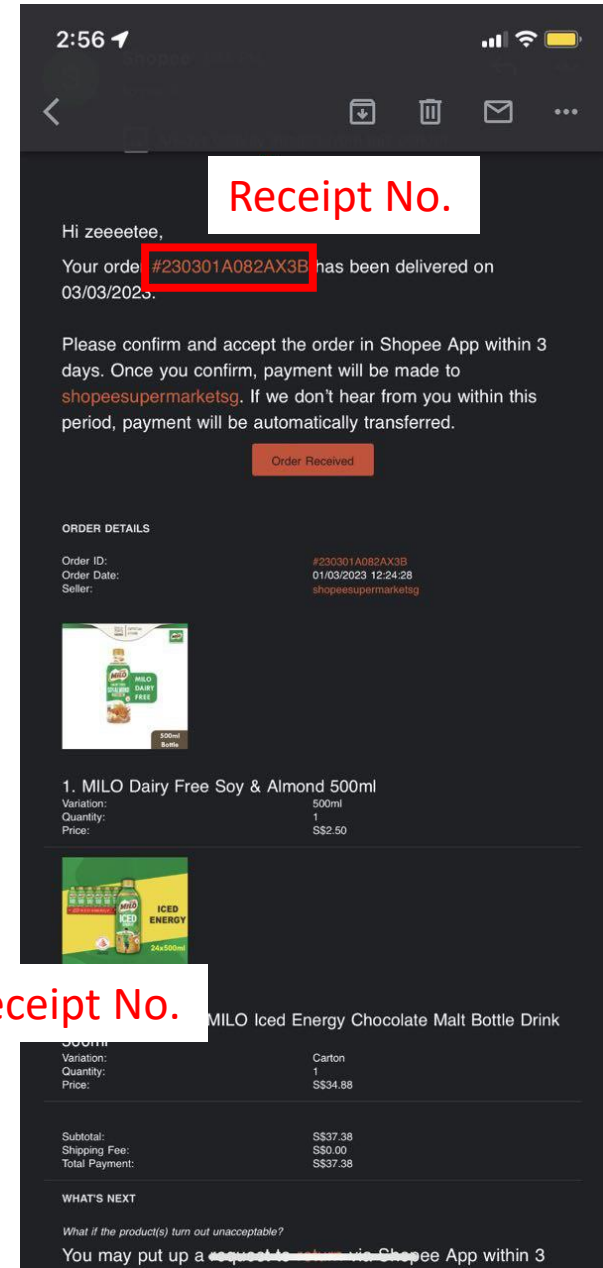 2:56
Receipt No.
Hi zeeeetee,
Your order #230301A082AX3B has been delivered on
03/03/2023.
Please confirm and accept the order in Shopee App within 3
days. Once you confirm, payment will be made to
shopeesupermarketsg. If we don't hear from you within this
period, payment will be automatically transferred.
Order Received
ORDER DETAILS
Order ID: #230301A082AX3B
Order Date: 01/03/2023 12:24:28
Seller: shopeesupermarketsg
MILO
MILO
DAIRY
FREE
500ml
Bottle
1. MILO Dairy Free Soy & Almond 500ml
Variation: 500ml
Quantity: 1
Price: S$2.50
MILO
ICED
ENERGY
24x500ml
eceipt No.
MILO Iced Energy Chocolate Malt Bottle Drink
500ml
Variation: Carton
Quantity: 1
Price: S$34.88
Subtotal: S$37.38
Shipping Fee: S$0.00
Total Payment: S$37.38
WHAT'S NEXT
What if the product(s) turn out unacceptable?
You may put up a request to return via Shopee App within 3